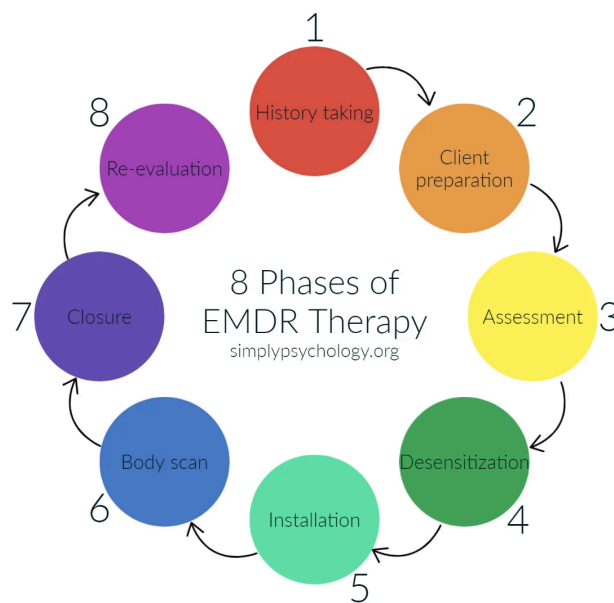 1
History taking
2
Client
preparation
3
Assessment
4
Desensitization
5
Installation
6
Body scan
7
Closure
8
Re-evaluation
8 Phases of
EMDR Therapy
simplypsychology.org